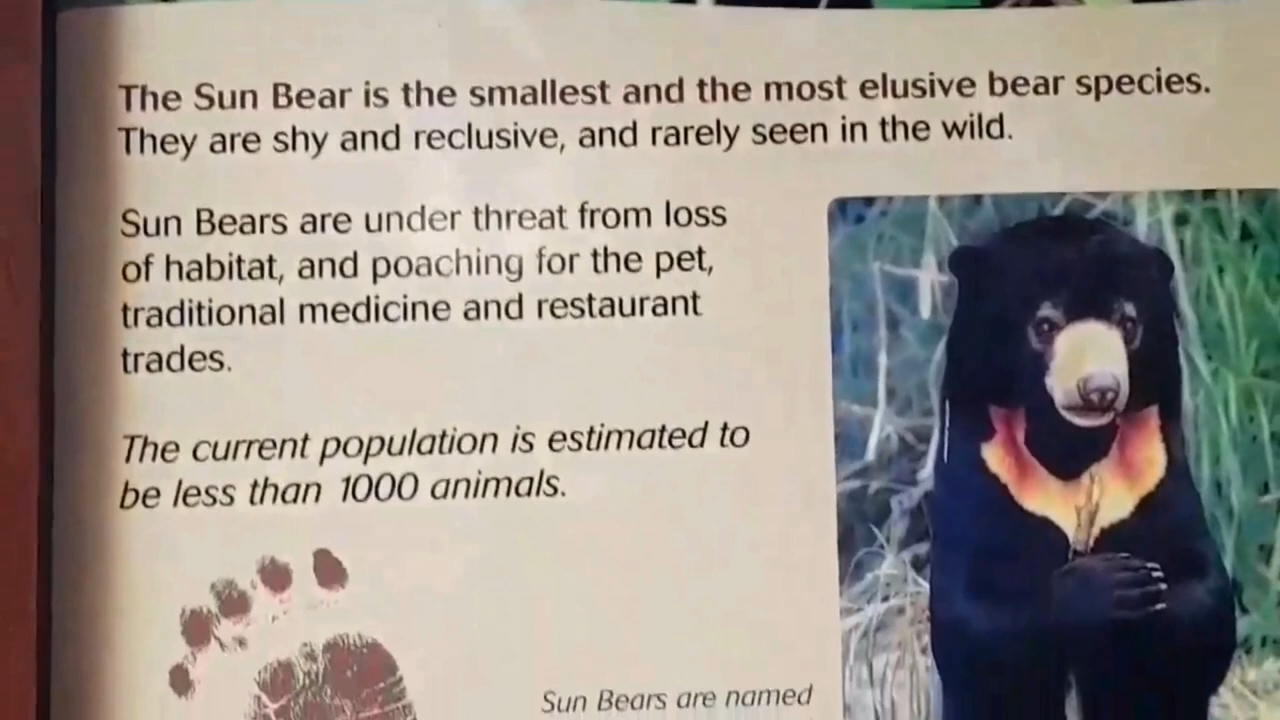 The Sun Bear is the smallest and the most elusive bear species.
They are shy and reclusive, and rarely seen in the wild.
Sun Bears are under threat from loss
of habitat, and poaching for the pet,
traditional medicine and restaurant
trades.
The current population is estimated to
be less than 1000 animals.
Sun Bears are named